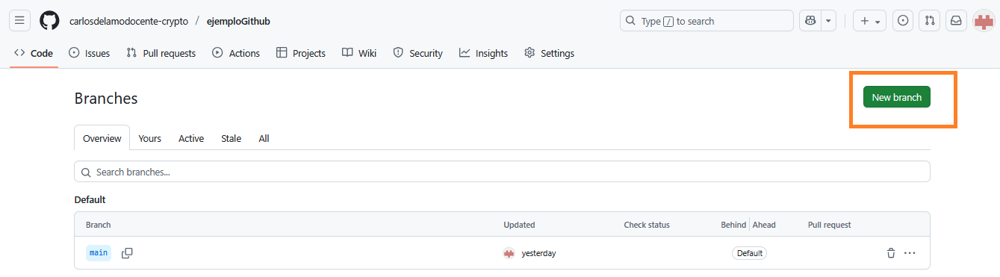 carlosdelamodocente-crypto / ejemploGithub Type / to search
Code Issues Pull requests Actions Projects Wiki Security Insights Settings
Branches New branch
Overview Yours Active Stale All
Search branches...
Default
Branch Updated Check status Behind Ahead Pull request
main yesterday Default